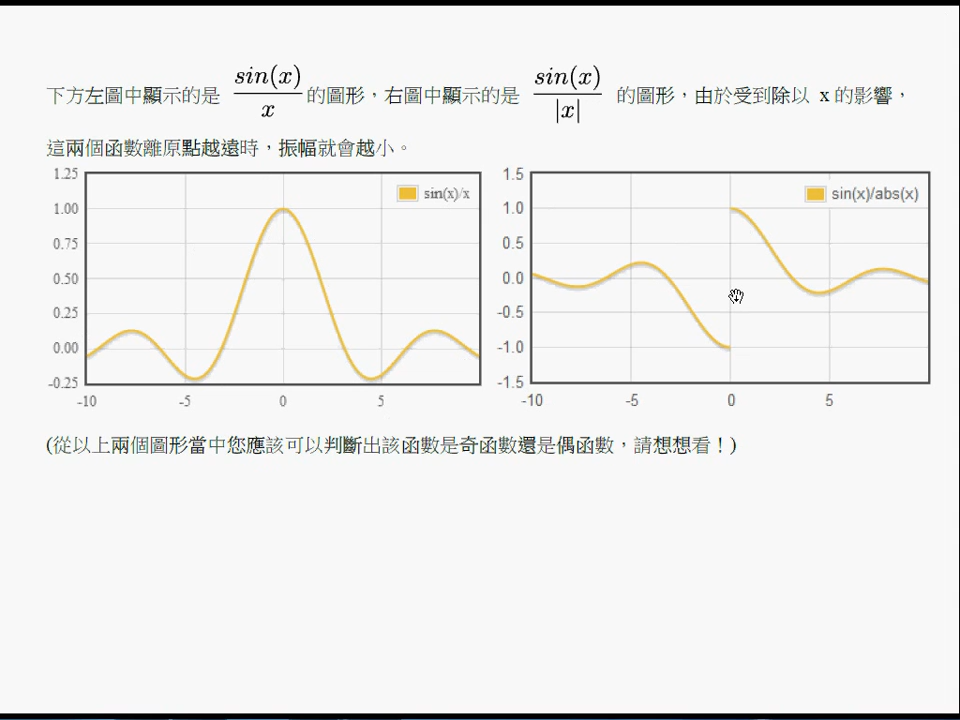 下方左圖中顯示的是 sin(x)/x 的圖形，右圖中顯示的是 sin(x)/|x| 的圖形，由於受到除以 x 的影響，
這兩個函數離原點越遠時，振幅就會越小。
1.25
1.00
0.75
0.50
0.25
0.00
-0.25
-10 -5 0 5
sin(x)/x
1.5
1.0
0.5
0.0
-0.5
-1.0
-1.5
-10 -5 0 5
sin(x)/abs(x)
(從以上兩個圖形當中您應該可以判斷出該函數是奇函數還是偶函數，請想想看！)